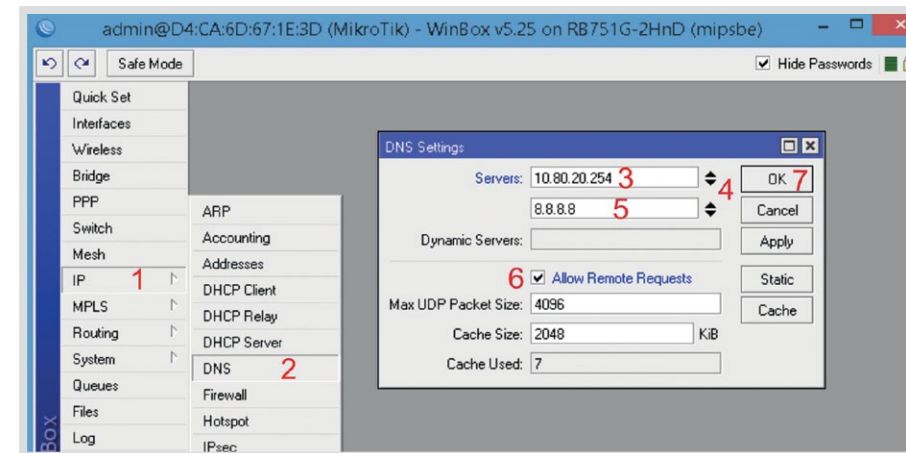 admin@D4:CA:6D:67:1E:3D (MikroTik) - WinBox v5.25 on RB751G-2HnD (mipsbe)
Safe Mode
Hide Passwords
Quick Set
Interfaces
Wireless
Bridge
PPP
Switch
Mesh
IP 1
MPLS
Routing
System
Queues
Files
Log
Box
ARP
Accounting
Addresses
DHCP Client
DHCP Relay
DHCP Server
DNS 2
Firewall
Hotspot
IPsec
DNS Settings
Servers: 10.80.20.254 3
4
8.8.8.8 5
Dynamic Servers:
6 Allow Remote Requests
Max UDP Packet Size: 4096
Cache Size: 2048 KiB
Cache Used: 7
OK 7
Cancel
Apply
Static
Cache